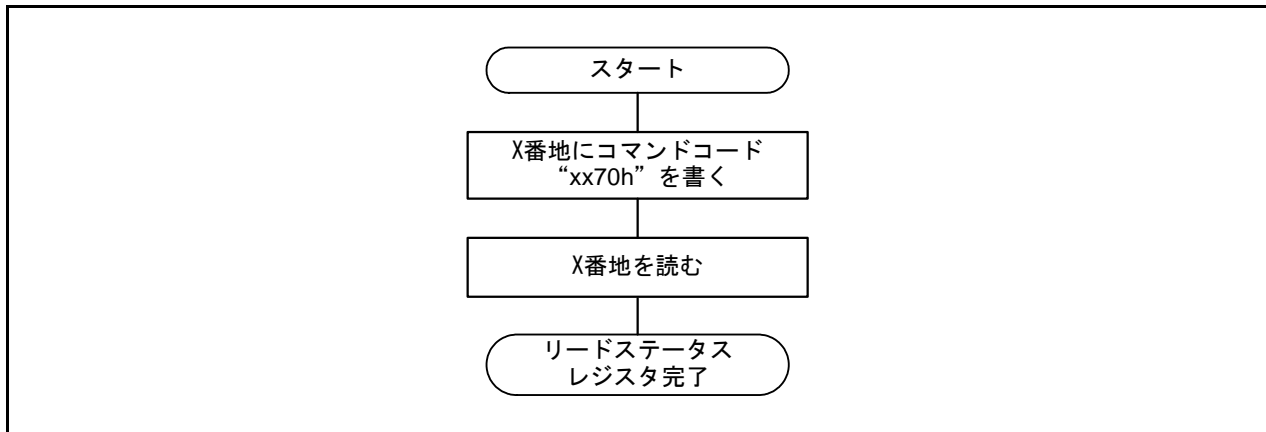 スタート
X番地にコマンドコード
“xx70h”を書く
X番地を読む
リードステータス
レジスタ完了